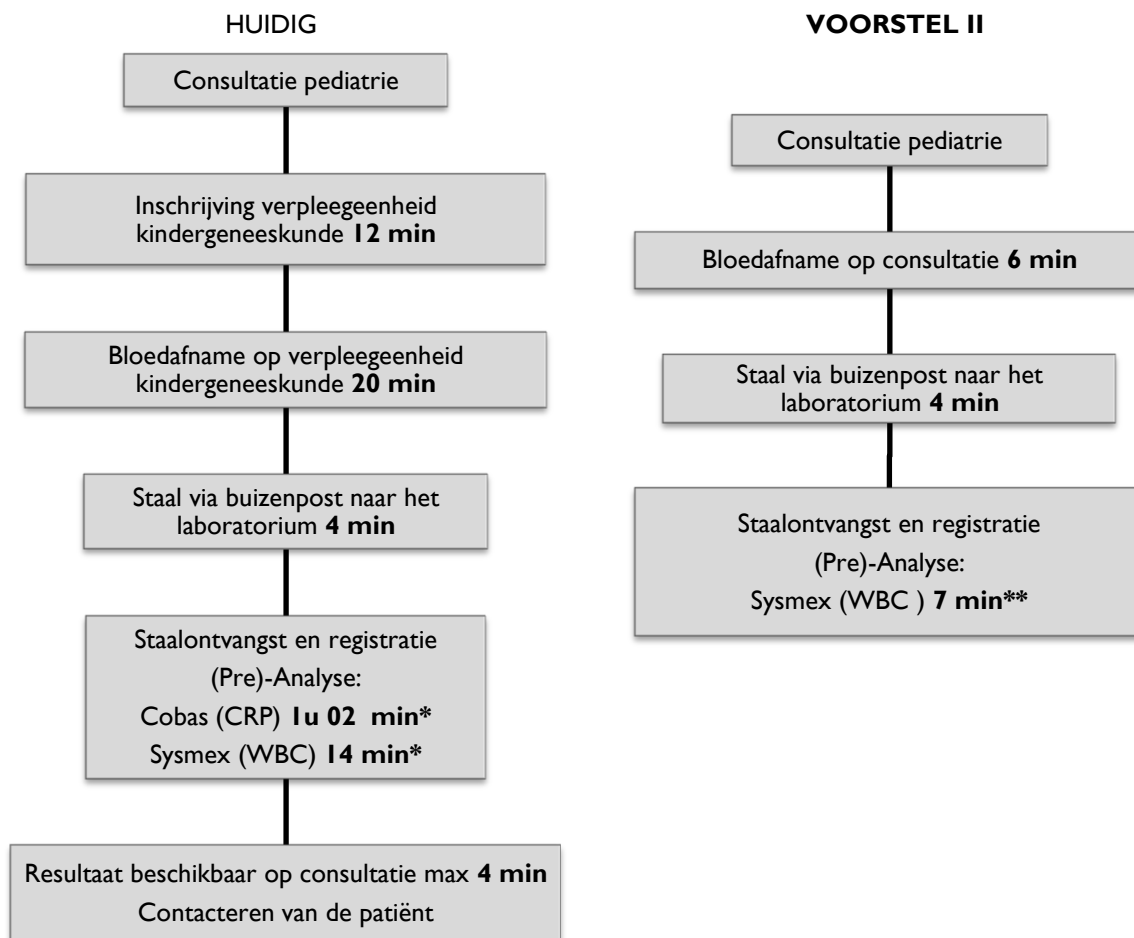 HUIDIG
Consultatie pediatrie
Inschrijving verpleegeenheid
kindergeneeskunde 12 min
Bloedafname op verpleegeenheid
kindergeneeskunde 20 min
Staal via buizenpost naar het
laboratorium 4 min
Staalontvangst en registratie
(Pre)-Analyse:
Cobas (CRP) 1u 02 min*
Sysmex (WBC) 14 min*
Resultaat beschikbaar op consultatie max 4 min
Contacteren van de patiënt
VOORSTEL II
Consultatie pediatrie
Bloedafname op consultatie 6 min
Staal via buizenpost naar het
laboratorium 4 min
Staalontvangst en registratie
(Pre)-Analyse:
Sysmex (WBC ) 7 min**